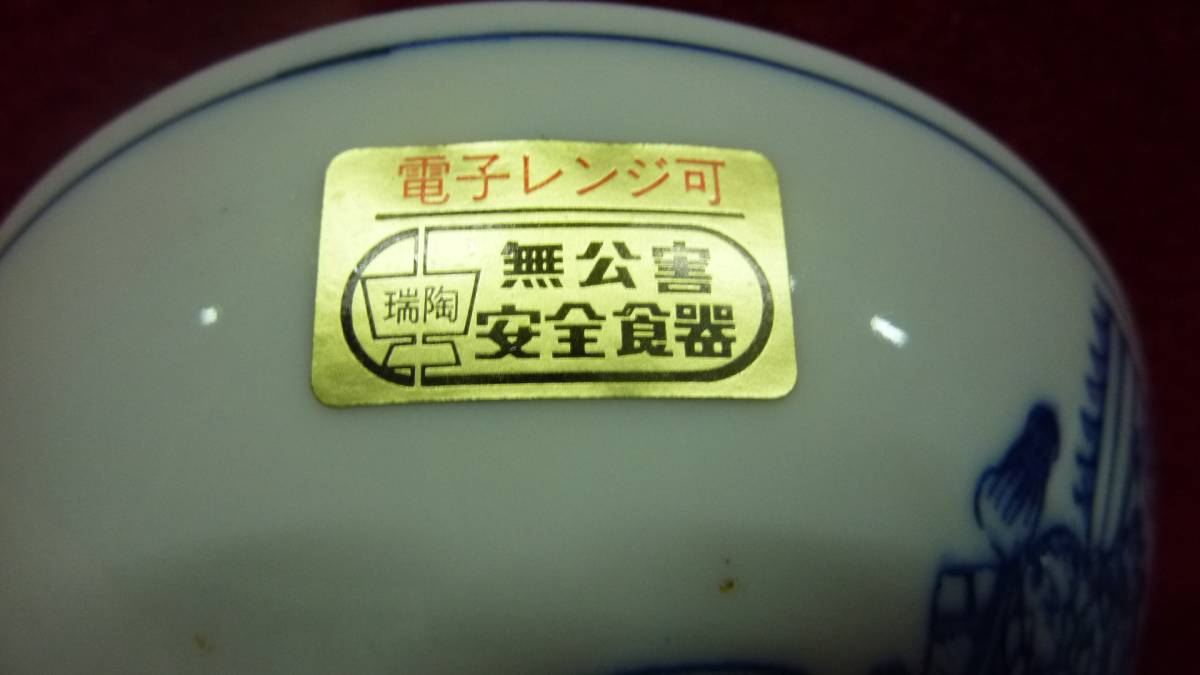 電子レンジ可
瑞陶
無公害
安全食器